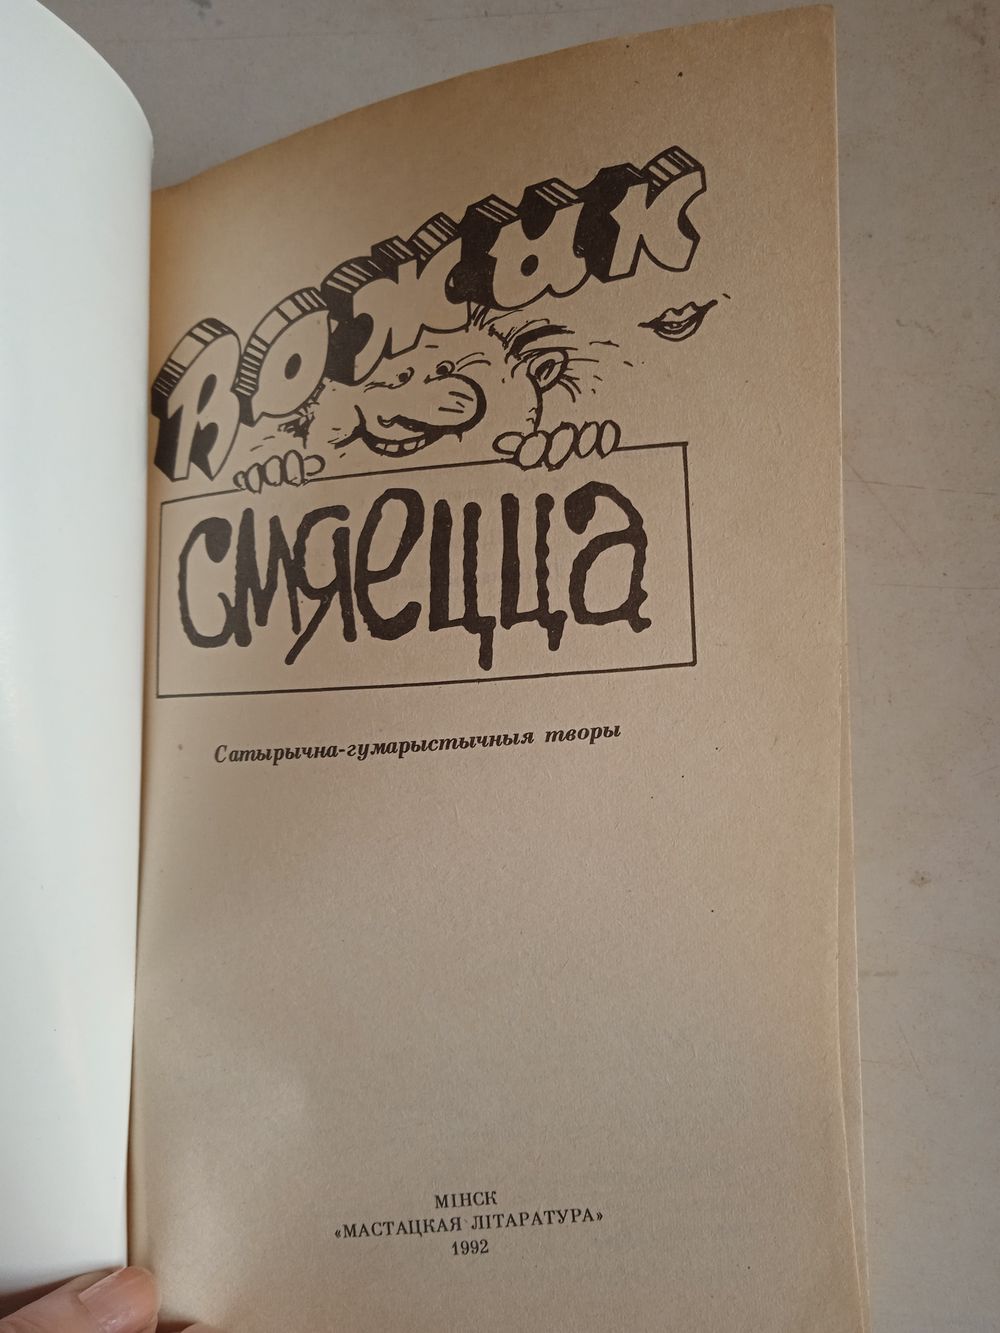 Вожык
смяецца
Сатырычна-гумарыстычныя творы
МІНСК
«МАСТАЦКАЯ ЛІТАРАТУРА»
1992